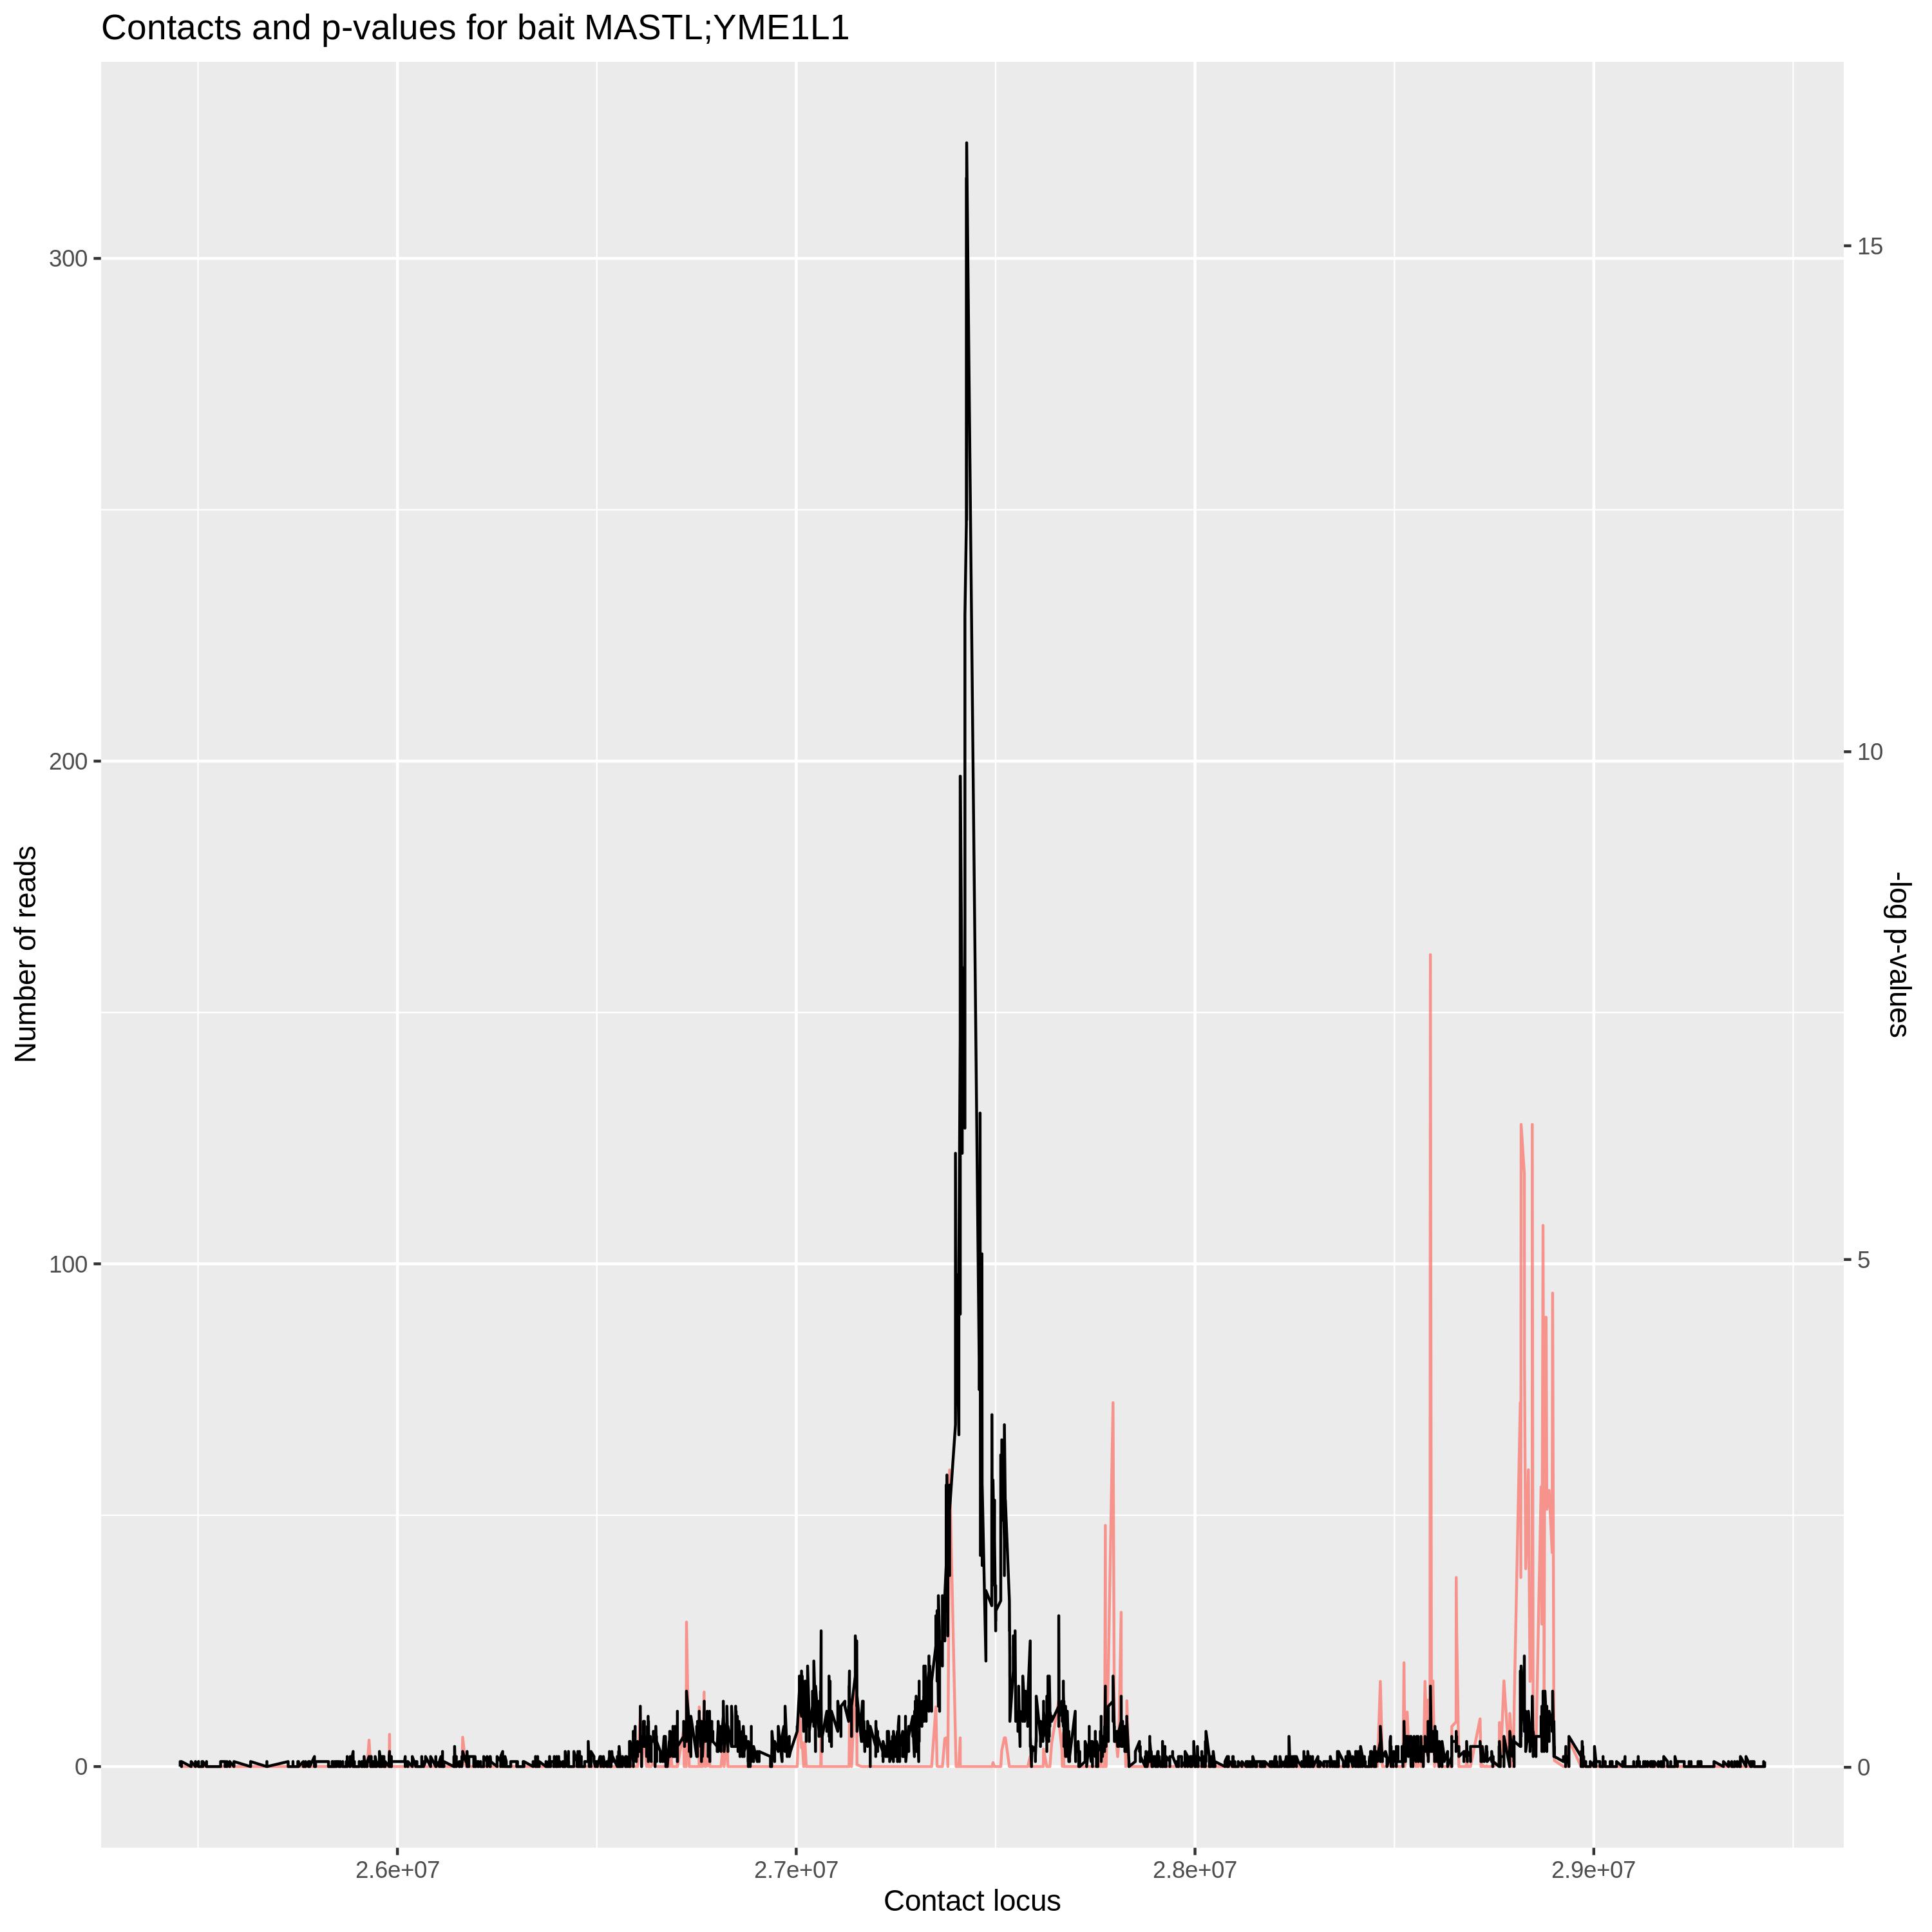 Contacts and p-values for bait MASTL;YME1L1
300
200
100
0
15
10
5
0
Number of reads
-log p-values
2.6e+07
2.7e+07
2.8e+07
2.9e+07
Contact locus